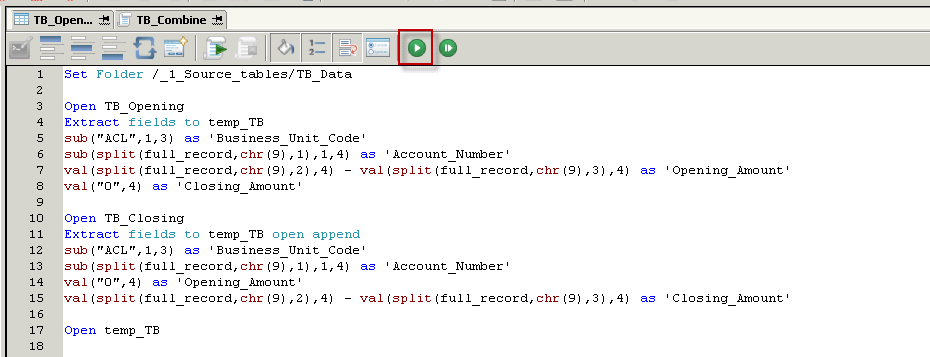 TB_Open... TB_Combine
1 Set Folder /_1_Source_tables/TB_Data
2
3 Open TB_Opening
4 Extract fields to temp_TB
5 sub("ACL",1,3) as 'Business_Unit_Code'
6 sub(split(full_record,chr(9),1),1,4) as 'Account_Number'
7 val(split(full_record,chr(9),2),4) - val(split(full_record,chr(9),3),4) as 'Opening_Amount'
8 val("0",4) as 'Closing_Amount'
9
10 Open TB_Closing
11 Extract fields to temp_TB open append
12 sub("ACL",1,3) as 'Business_Unit_Code'
13 sub(split(full_record,chr(9),1),1,4) as 'Account_Number'
14 val("0",4) as 'Opening_Amount'
15 val(split(full_record,chr(9),2),4) - val(split(full_record,chr(9),3),4) as 'Closing_Amount'
16
17 Open temp_TB
18